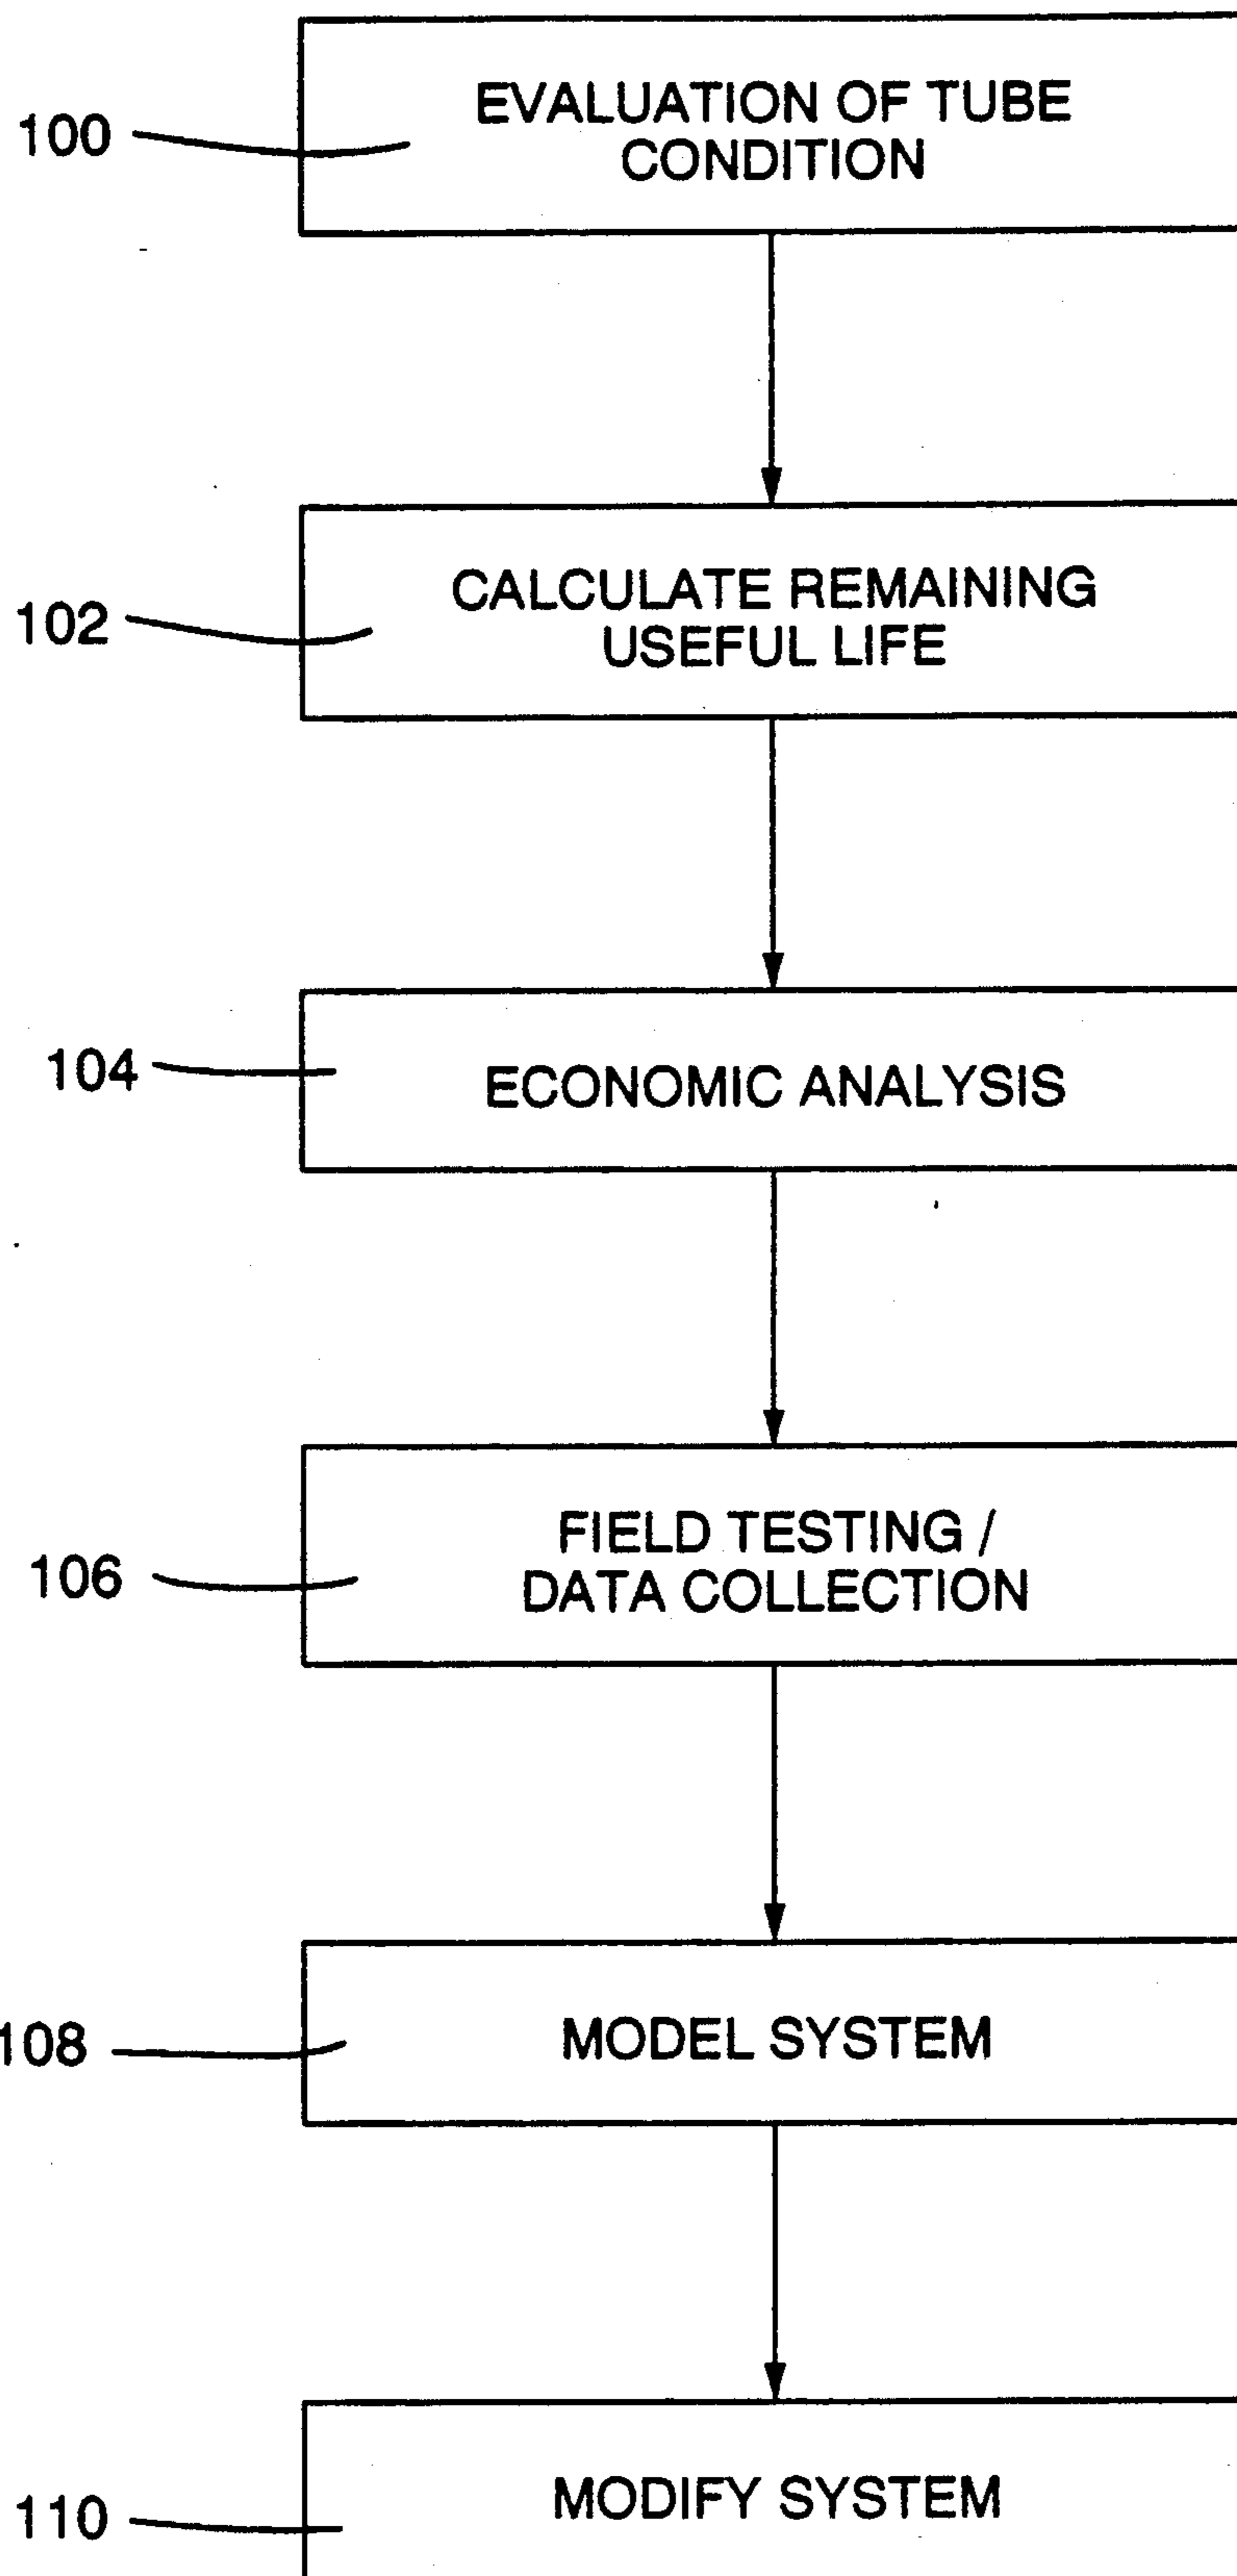 100
EVALUATION OF TUBE
CONDITION
102
CALCULATE REMAINING
USEFUL LIFE
104
ECONOMIC ANALYSIS
106
FIELD TESTING /
DATA COLLECTION
108
MODEL SYSTEM
110
MODIFY SYSTEM